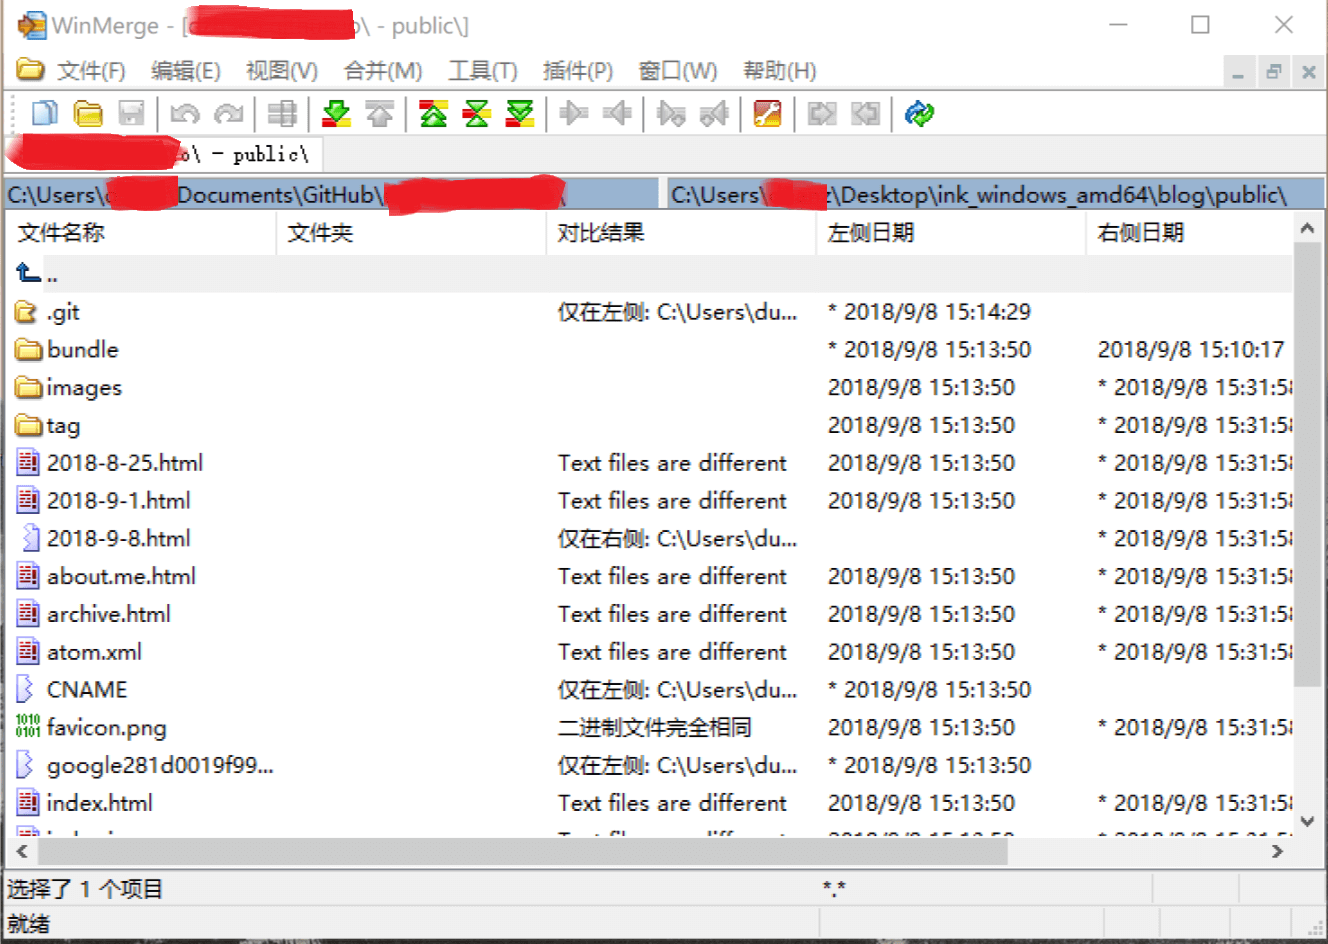 WinMerge - [ \ - public\]
文件(F) 编辑(E) 视图(V) 合并(M) 工具(T) 插件(P) 窗口(W) 帮助(H)
\ - public\
C:\Users\ Documents\GitHub\ \ C:\Users\ z\Desktop\ink_windows_amd64\blog\public\
文件名称 文件夹 对比结果 左侧日期 右侧日期
..
.git 仅在左侧: C:\Users\du... * 2018/9/8 15:14:29
bundle * 2018/9/8 15:13:50 2018/9/8 15:10:17
images 2018/9/8 15:13:50 * 2018/9/8 15:31:58
tag 2018/9/8 15:13:50 * 2018/9/8 15:31:5
2018-8-25.html Text files are different 2018/9/8 15:13:50 * 2018/9/8 15:31:58
2018-9-1.html Text files are different 2018/9/8 15:13:50 * 2018/9/8 15:31:5
2018-9-8.html 仅在右侧: C:\Users\du... * 2018/9/8 15:31:5
about.me.html Text files are different 2018/9/8 15:13:50 * 2018/9/8 15:31:5
archive.html Text files are different 2018/9/8 15:13:50 * 2018/9/8 15:31:5
atom.xml Text files are different 2018/9/8 15:13:50 * 2018/9/8 15:31:5
CNAME 仅在左侧: C:\Users\du... * 2018/9/8 15:13:50
1010 0101 favicon.png 二进制文件完全相同 2018/9/8 15:13:50 * 2018/9/8 15:31:5
google281d0019f99... 仅在左侧: C:\Users\du... * 2018/9/8 15:13:50
index.html Text files are different 2018/9/8 15:13:50 * 2018/9/8 15:31:5
选择了 1 个项目 *.*
就绪